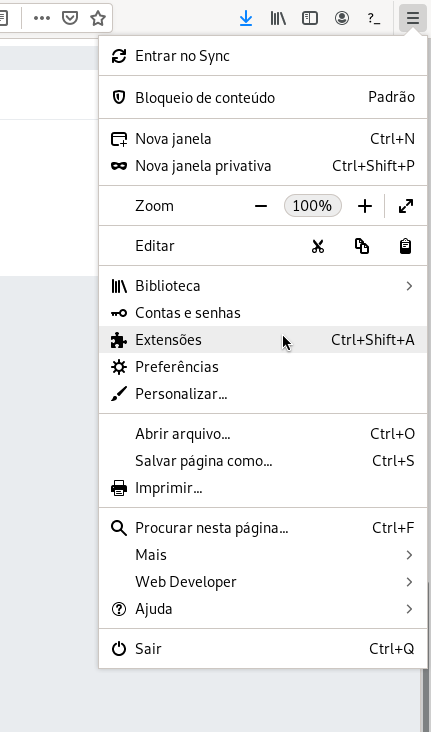 Entrar no Sync
Bloqueio de conteúdo Padrão
Nova janela Ctrl+N
Nova janela privativa Ctrl+Shift+P
Zoom 100%
Editar
Biblioteca
Contas e senhas
Extensões Ctrl+Shift+A
Preferências
Personalizar...
Abrir arquivo... Ctrl+O
Salvar página como... Ctrl+S
Imprimir...
Procurar nesta página... Ctrl+F
Mais
Web Developer
Ajuda
Sair Ctrl+Q